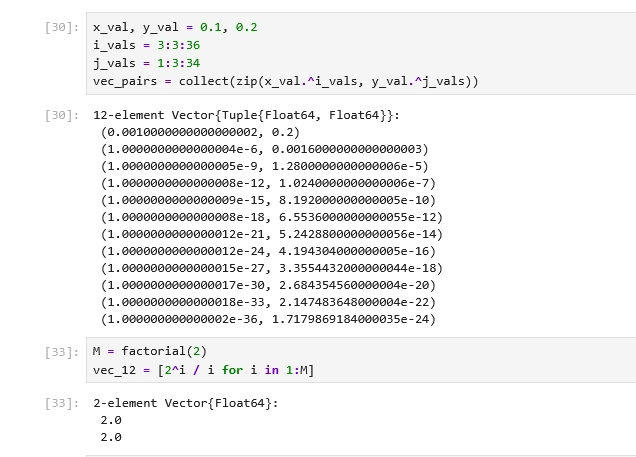 [30]: x_val, y_val = 0.1, 0.2
i_vals = 3:3:36
j_vals = 1:3:34
vec_pairs = collect(zip(x_val.^i_vals, y_val.^j_vals))
[30]: 12-element Vector{Tuple{Float64, Float64}}:
(0.0010000000000000002, 0.2)
(1.0000000000000004e-6, 0.0016000000000000003)
(1.0000000000000005e-9, 1.2800000000000006e-5)
(1.0000000000000008e-12, 1.0240000000000006e-7)
(1.0000000000000009e-15, 8.192000000000005e-10)
(1.0000000000000008e-18, 6.5536000000000055e-12)
(1.0000000000000012e-21, 5.2428800000000056e-14)
(1.0000000000000012e-24, 4.194304000000005e-16)
(1.0000000000000015e-27, 3.3554432000000044e-18)
(1.0000000000000017e-30, 2.684354560000004e-20)
(1.0000000000000018e-33, 2.147483648000004e-22)
(1.000000000000002e-36, 1.7179869184000035e-24)
[33]: M = factorial(2)
vec_12 = [2^i / i for i in 1:M]
[33]: 2-element Vector{Float64}:
2.0
2.0